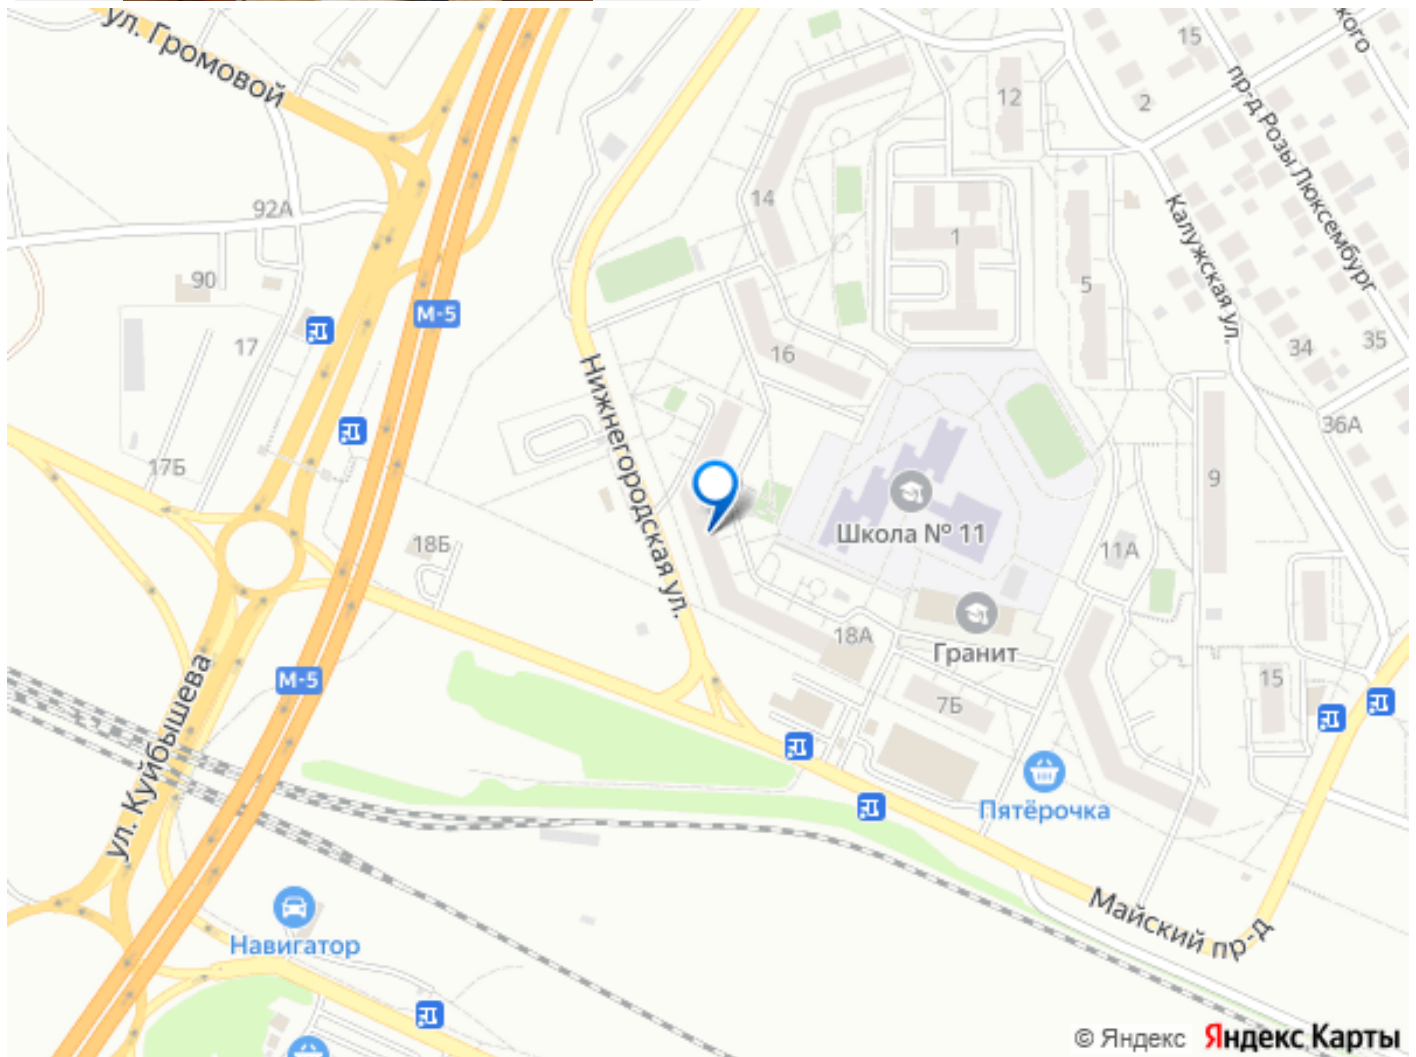 ул. Громовой
кого
15
пр-д Розы Люксембург
12
2
14
92А
Калужская ул.
1
90
5
М-5
17
16
34
35
Нижнегородская ул.
36А
17Б
9
Школа № 11
18Б
11А
18А
Гранит
М-5
ул. Куйбышева
15
7Б
Пятёрочка
Майский пр-д
Навигатор
© Яндекс Яндекс Карты